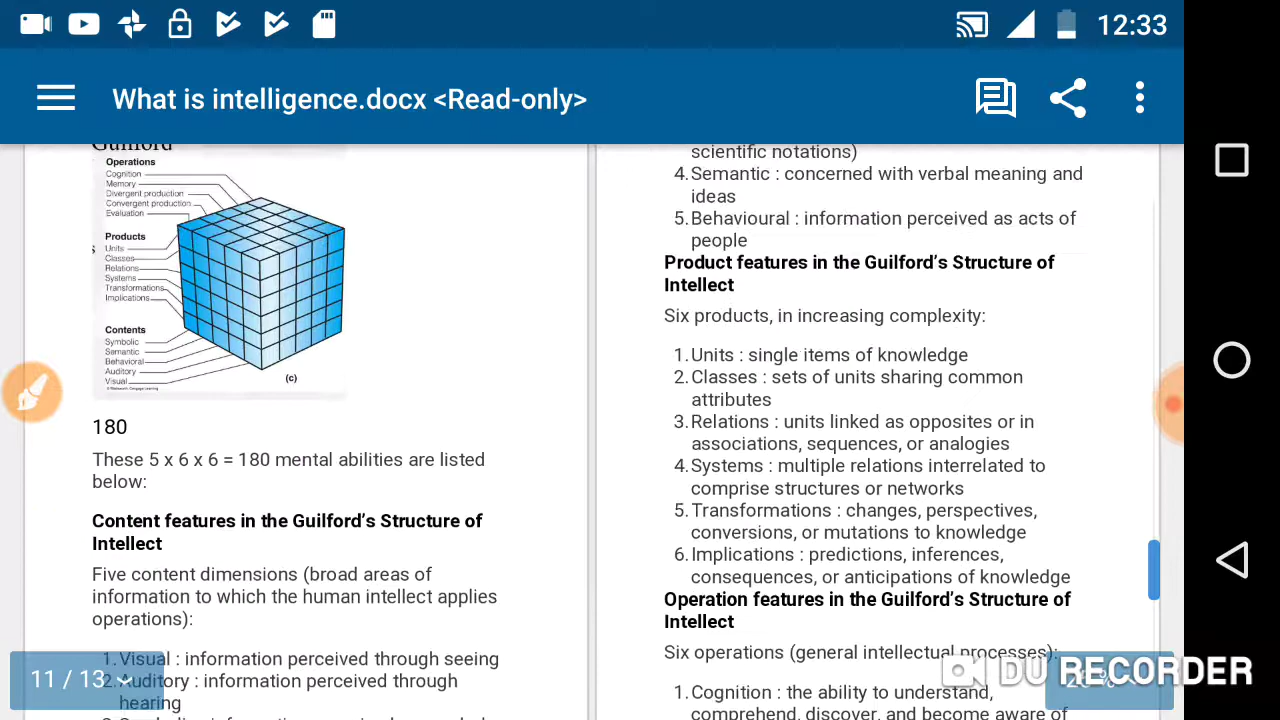 12:33
What is intelligence.docx <Read-only>
Guilford
Operations
Cognition
Memory
Divergent production
Convergent production
Evaluation
Products
Units
Classes
Relations
Systems
Transformations
Implications
Contents
Symbolic
Semantic
Behavioral
Auditory
Visual
(c)
180
These 5 x 6 x 6 = 180 mental abilities are listed
below:
Content features in the Guilford’s Structure of
Intellect
Five content dimensions (broad areas of
information to which the human intellect applies
operations):
1. Visual : information perceived through seeing
2. Auditory : information perceived through
hearing
scientific notations)
4. Semantic : concerned with verbal meaning and
ideas
5. Behavioural : information perceived as acts of
people
Product features in the Guilford’s Structure of
Intellect
Six products, in increasing complexity:
1. Units : single items of knowledge
2. Classes : sets of units sharing common
attributes
3. Relations : units linked as opposites or in
associations, sequences, or analogies
4. Systems : multiple relations interrelated to
comprise structures or networks
5. Transformations : changes, perspectives,
conversions, or mutations to knowledge
6. Implications : predictions, inferences,
consequences, or anticipations of knowledge
Operation features in the Guilford’s Structure of
Intellect
Six operations (general intellectual processes):
1. Cognition : the ability to understand,
comprehend, discover, and become aware of
11 / 13
DU RECORDER